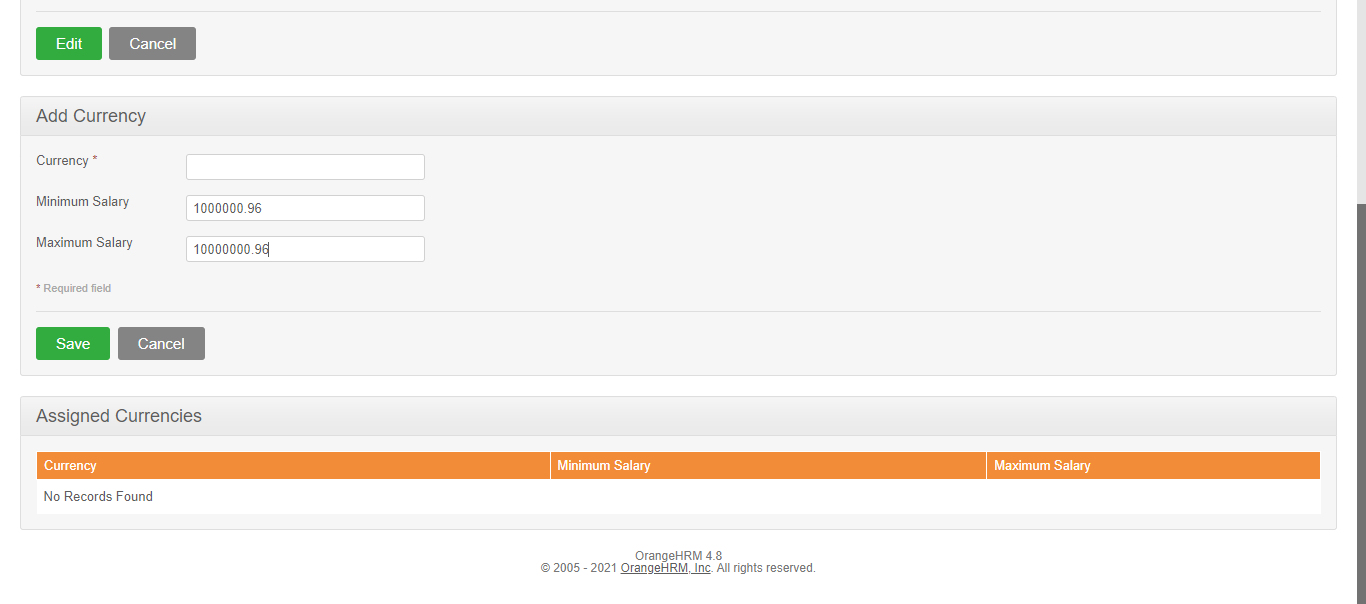 Edit Cancel
Add Currency
Currency *
Minimum Salary 1000000.96
Maximum Salary 10000000.96
* Required field
Save Cancel
Assigned Currencies
Currency Minimum Salary Maximum Salary
No Records Found
OrangeHRM 4.8
© 2005 - 2021 OrangeHRM, Inc. All rights reserved.